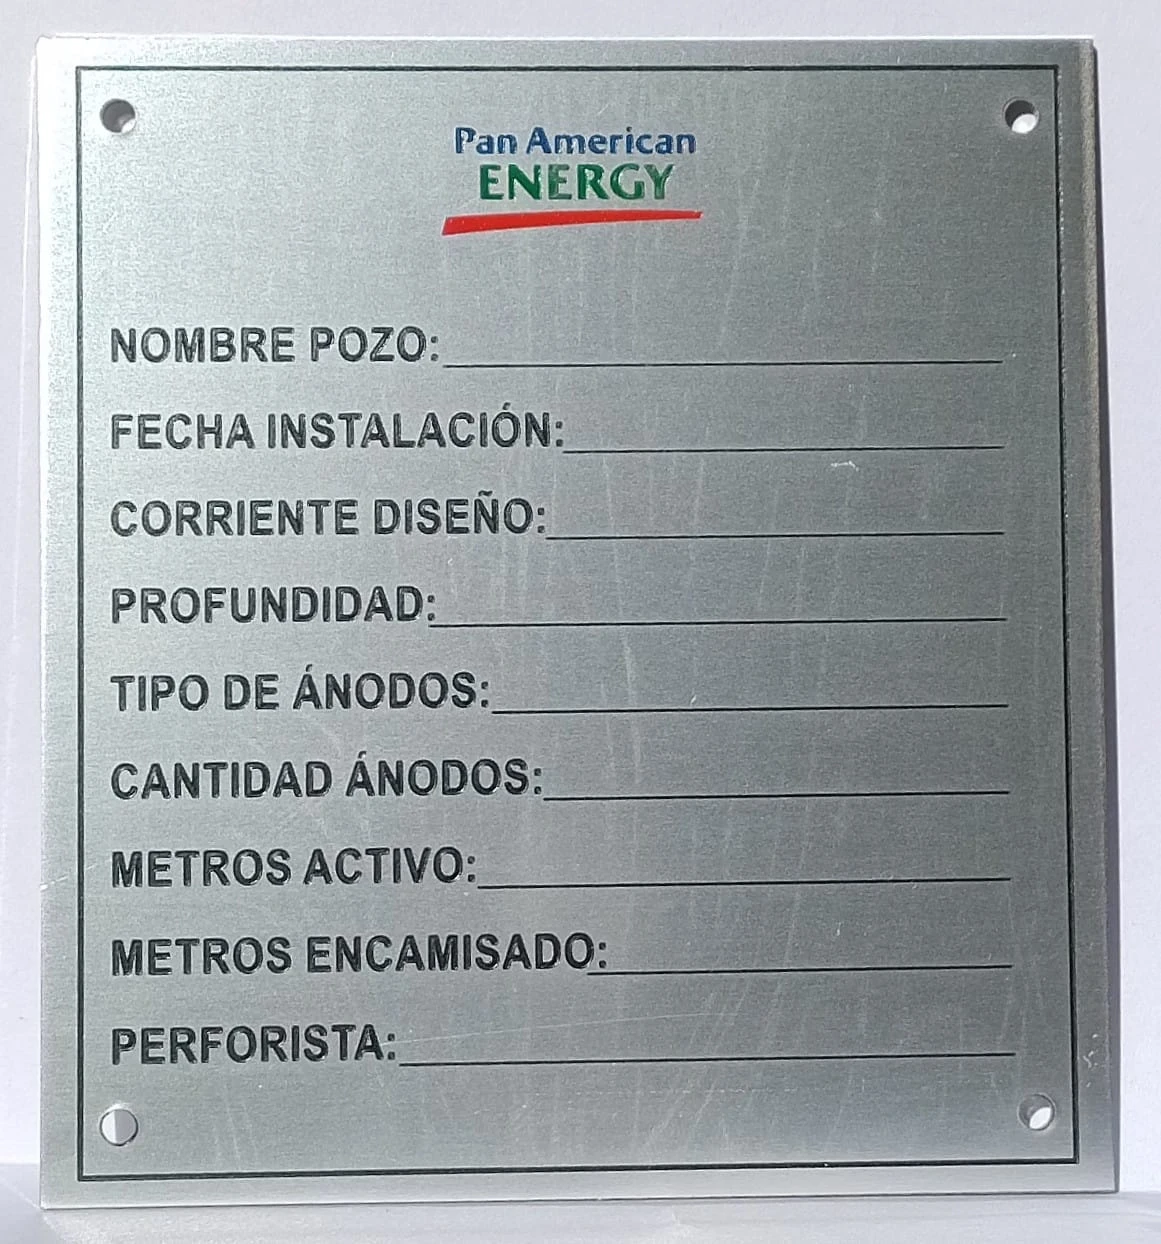 Pan American
ENERGY
NOMBRE POZO:
FECHA INSTALACIÓN:
CORRIENTE DISEÑO:
PROFUNDIDAD:
TIPO DE ÁNODOS:
CANTIDAD ÁNODOS:
METROS ACTIVO:
METROS ENCAMISADO:
PERFORISTA: